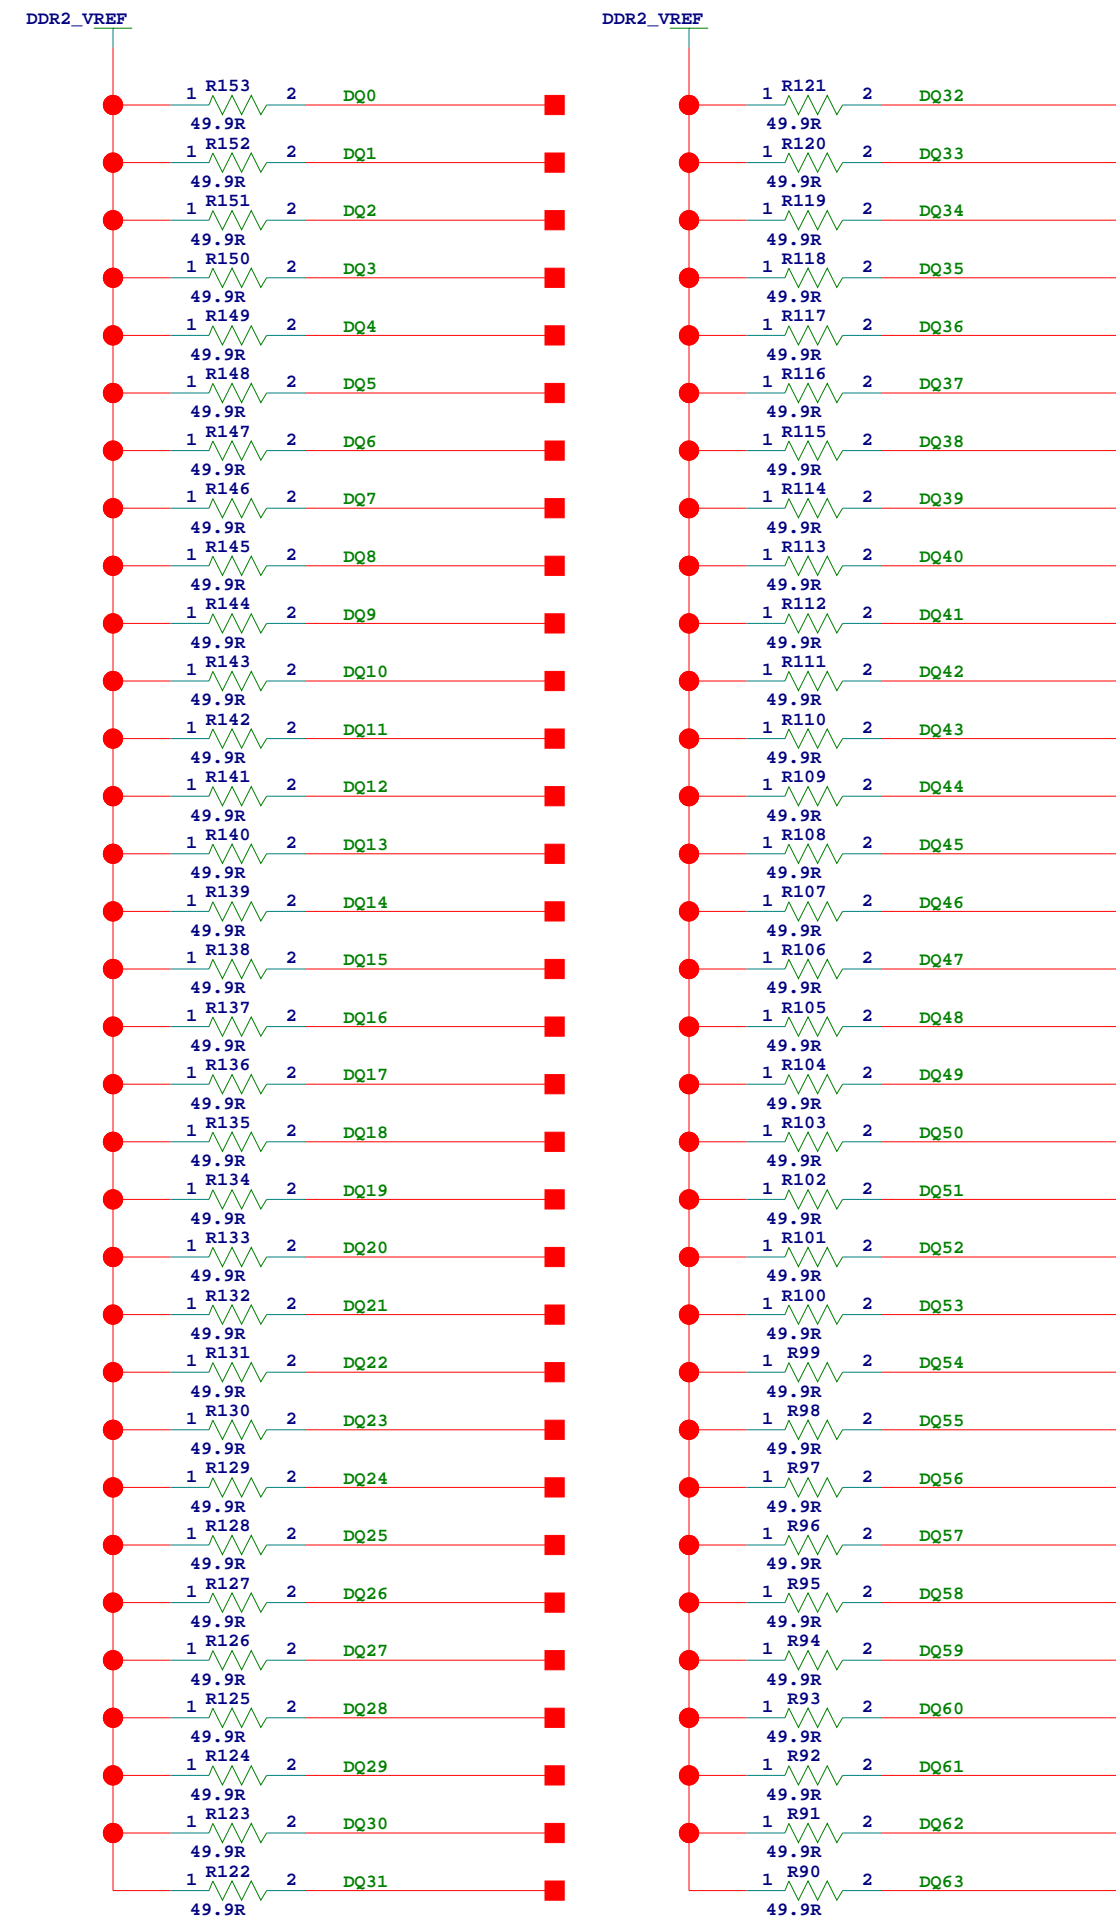 DDR2_VREF DDR2_VREF
1 R153 2 DQ0 1 R121 2 DQ32
49.9R 49.9R
1 R152 2 DQ1 1 R120 2 DQ33
49.9R 49.9R
1 R151 2 DQ2 1 R119 2 DQ34
49.9R 49.9R
1 R150 2 DQ3 1 R118 2 DQ35
49.9R 49.9R
1 R149 2 DQ4 1 R117 2 DQ36
49.9R 49.9R
1 R148 2 DQ5 1 R116 2 DQ37
49.9R 49.9R
1 R147 2 DQ6 1 R115 2 DQ38
49.9R 49.9R
1 R146 2 DQ7 1 R114 2 DQ39
49.9R 49.9R
1 R145 2 DQ8 1 R113 2 DQ40
49.9R 49.9R
1 R144 2 DQ9 1 R112 2 DQ41
49.9R 49.9R
1 R143 2 DQ10 1 R111 2 DQ42
49.9R 49.9R
1 R142 2 DQ11 1 R110 2 DQ43
49.9R 49.9R
1 R141 2 DQ12 1 R109 2 DQ44
49.9R 49.9R
1 R140 2 DQ13 1 R108 2 DQ45
49.9R 49.9R
1 R139 2 DQ14 1 R107 2 DQ46
49.9R 49.9R
1 R138 2 DQ15 1 R106 2 DQ47
49.9R 49.9R
1 R137 2 DQ16 1 R105 2 DQ48
49.9R 49.9R
1 R136 2 DQ17 1 R104 2 DQ49
49.9R 49.9R
1 R135 2 DQ18 1 R103 2 DQ50
49.9R 49.9R
1 R134 2 DQ19 1 R102 2 DQ51
49.9R 49.9R
1 R133 2 DQ20 1 R101 2 DQ52
49.9R 49.9R
1 R132 2 DQ21 1 R100 2 DQ53
49.9R 49.9R
1 R131 2 DQ22 1 R99 2 DQ54
49.9R 49.9R
1 R130 2 DQ23 1 R98 2 DQ55
49.9R 49.9R
1 R129 2 DQ24 1 R97 2 DQ56
49.9R 49.9R
1 R128 2 DQ25 1 R96 2 DQ57
49.9R 49.9R
1 R127 2 DQ26 1 R95 2 DQ58
49.9R 49.9R
1 R126 2 DQ27 1 R94 2 DQ59
49.9R 49.9R
1 R125 2 DQ28 1 R93 2 DQ60
49.9R 49.9R
1 R124 2 DQ29 1 R92 2 DQ61
49.9R 49.9R
1 R123 2 DQ30 1 R91 2 DQ62
49.9R 49.9R
1 R122 2 DQ31 1 R90 2 DQ63
49.9R 49.9R